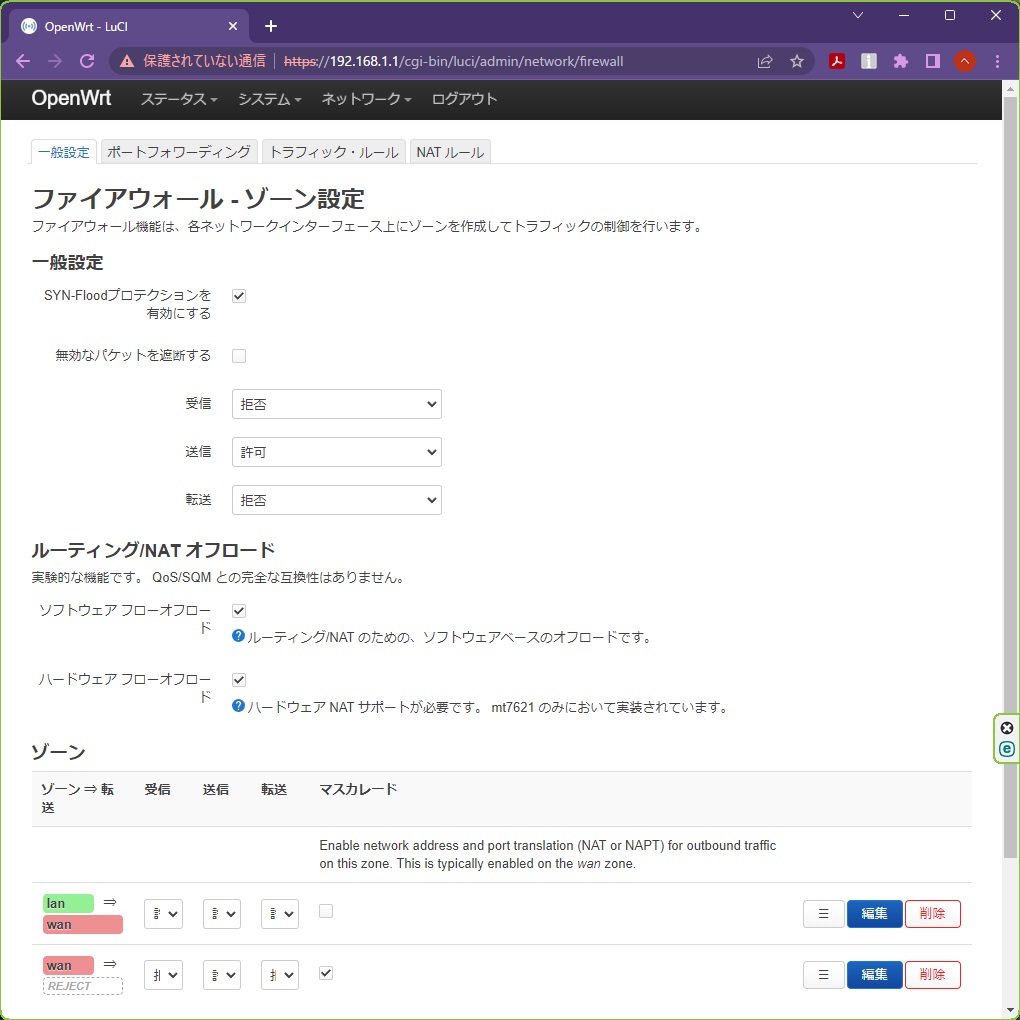 OpenWrt - LuCI
保護されていない通信 https://192.168.1.1/cgi-bin/luci/admin/network/firewall
OpenWrt ステータス システム ネットワーク ログアウト
一般設定 ポートフォワーディング トラフィック・ルール NAT ルール
ファイアウォール - ゾーン設定
ファイアウォール機能は、各ネットワークインターフェース上にゾーンを作成してトラフィックの制御を行います。
一般設定
SYN-Floodプロテクションを
有効にする
無効なパケットを遮断する
受信 拒否
送信 許可
転送 拒否
ルーティング/NAT オフロード
実験的な機能です。 QoS/SQM との完全な互換性はありません。
ソフトウェア フローオフロー
ド
ルーティング/NAT のための、ソフトウェアベースのオフロードです。
ハードウェア フローオフロー
ド
ハードウェア NAT サポートが必要です。 mt7621 のみにおいて実装されています。
ゾーン
ゾーン ⇒ 転 受信 送信 転送 マスカレード
送
Enable network address and port translation (NAT or NAPT) for outbound traffic
on this zone. This is typically enabled on the wan zone.
lan ⇒
wan
編集 削除
wan ⇒
REJECT
編集 削除